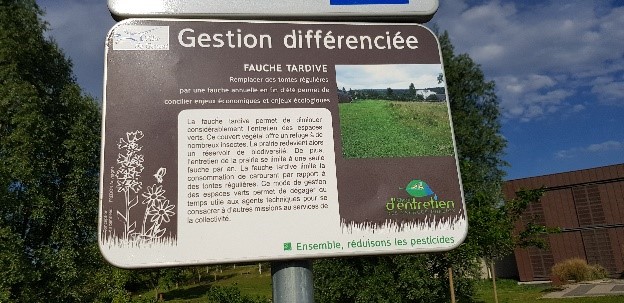 Gestion différenciée
FAUCHE TARDIVE
Remplacer des tontes régulières
par une fauche annuelle en fin d'été permet de
concilier enjeux économiques et enjeux écologiques
La fauche tardive permet de diminuer
considérablement l'entretien des espaces
verts. Ce couvert végétal offre un refuge à de
nombreux insectes. La prairie redevient alors
un réservoir de biodiversité. De plus,
l'entretien de la prairie se limite à une seule
fauche par an. La fauche tardive limite la
consommation de carburant par rapport à
des tontes régulières. Ce mode de gestion
des espaces verts permet de dégager du
temps utile aux agents techniques pour se
consacrer à d'autres missions au services de
la collectivité.
d'entretien
Ensemble, réduisons les pesticides